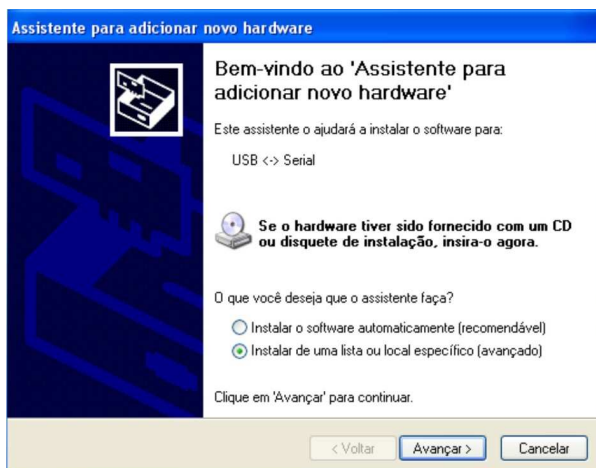 Assistente para adicionar novo hardware
Bem-vindo ao 'Assistente para
adicionar novo hardware'
Este assistente o ajudará a instalar o software para:
USB <-> Serial
Se o hardware tiver sido fornecido com um CD
ou disquete de instalação, insira-o agora.
O que você deseja que o assistente faça?
Instalar o software automaticamente (recomendável)
Instalar de uma lista ou local específico (avançado)
Clique em 'Avançar' para continuar.
< Voltar Avançar > Cancelar